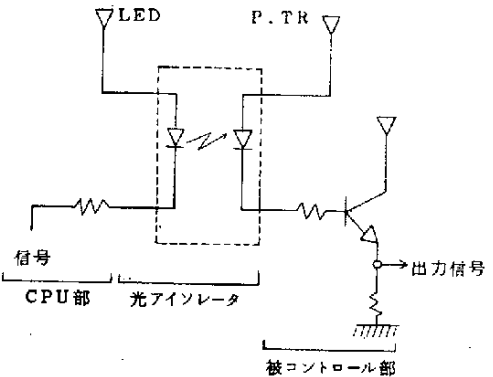 LED
P.TR
信号
出力信号
CPU部
光アイソレータ
被コントロール部